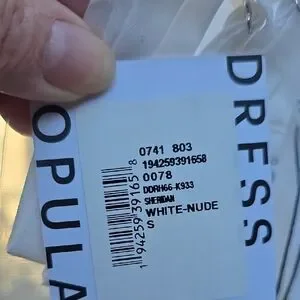 OPULA
DRESS
0741 803
194259391658
0078
DDRH66-K933
SHERIDAN
WHITE-NUDE
S
194259391658